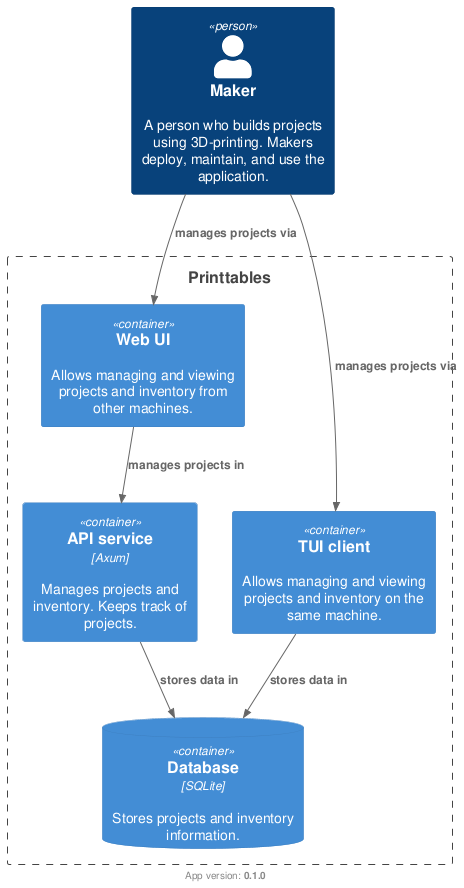 «person»
Maker
A person who builds projects
using 3D-printing. Makers
deploy, maintain, and use the
application.
manages projects via
Printtables
«container»
Web UI
Allows managing and viewing
projects and inventory from
other machines.
manages projects via
manages projects in
«container»
API service
[Axum]
Manages projects and
inventory. Keeps track of
projects.
«container»
TUI client
Allows managing and viewing
projects and inventory on the
same machine.
stores data in
stores data in
«container»
Database
[SQLite]
Stores projects and inventory
information.
App version: 0.1.0